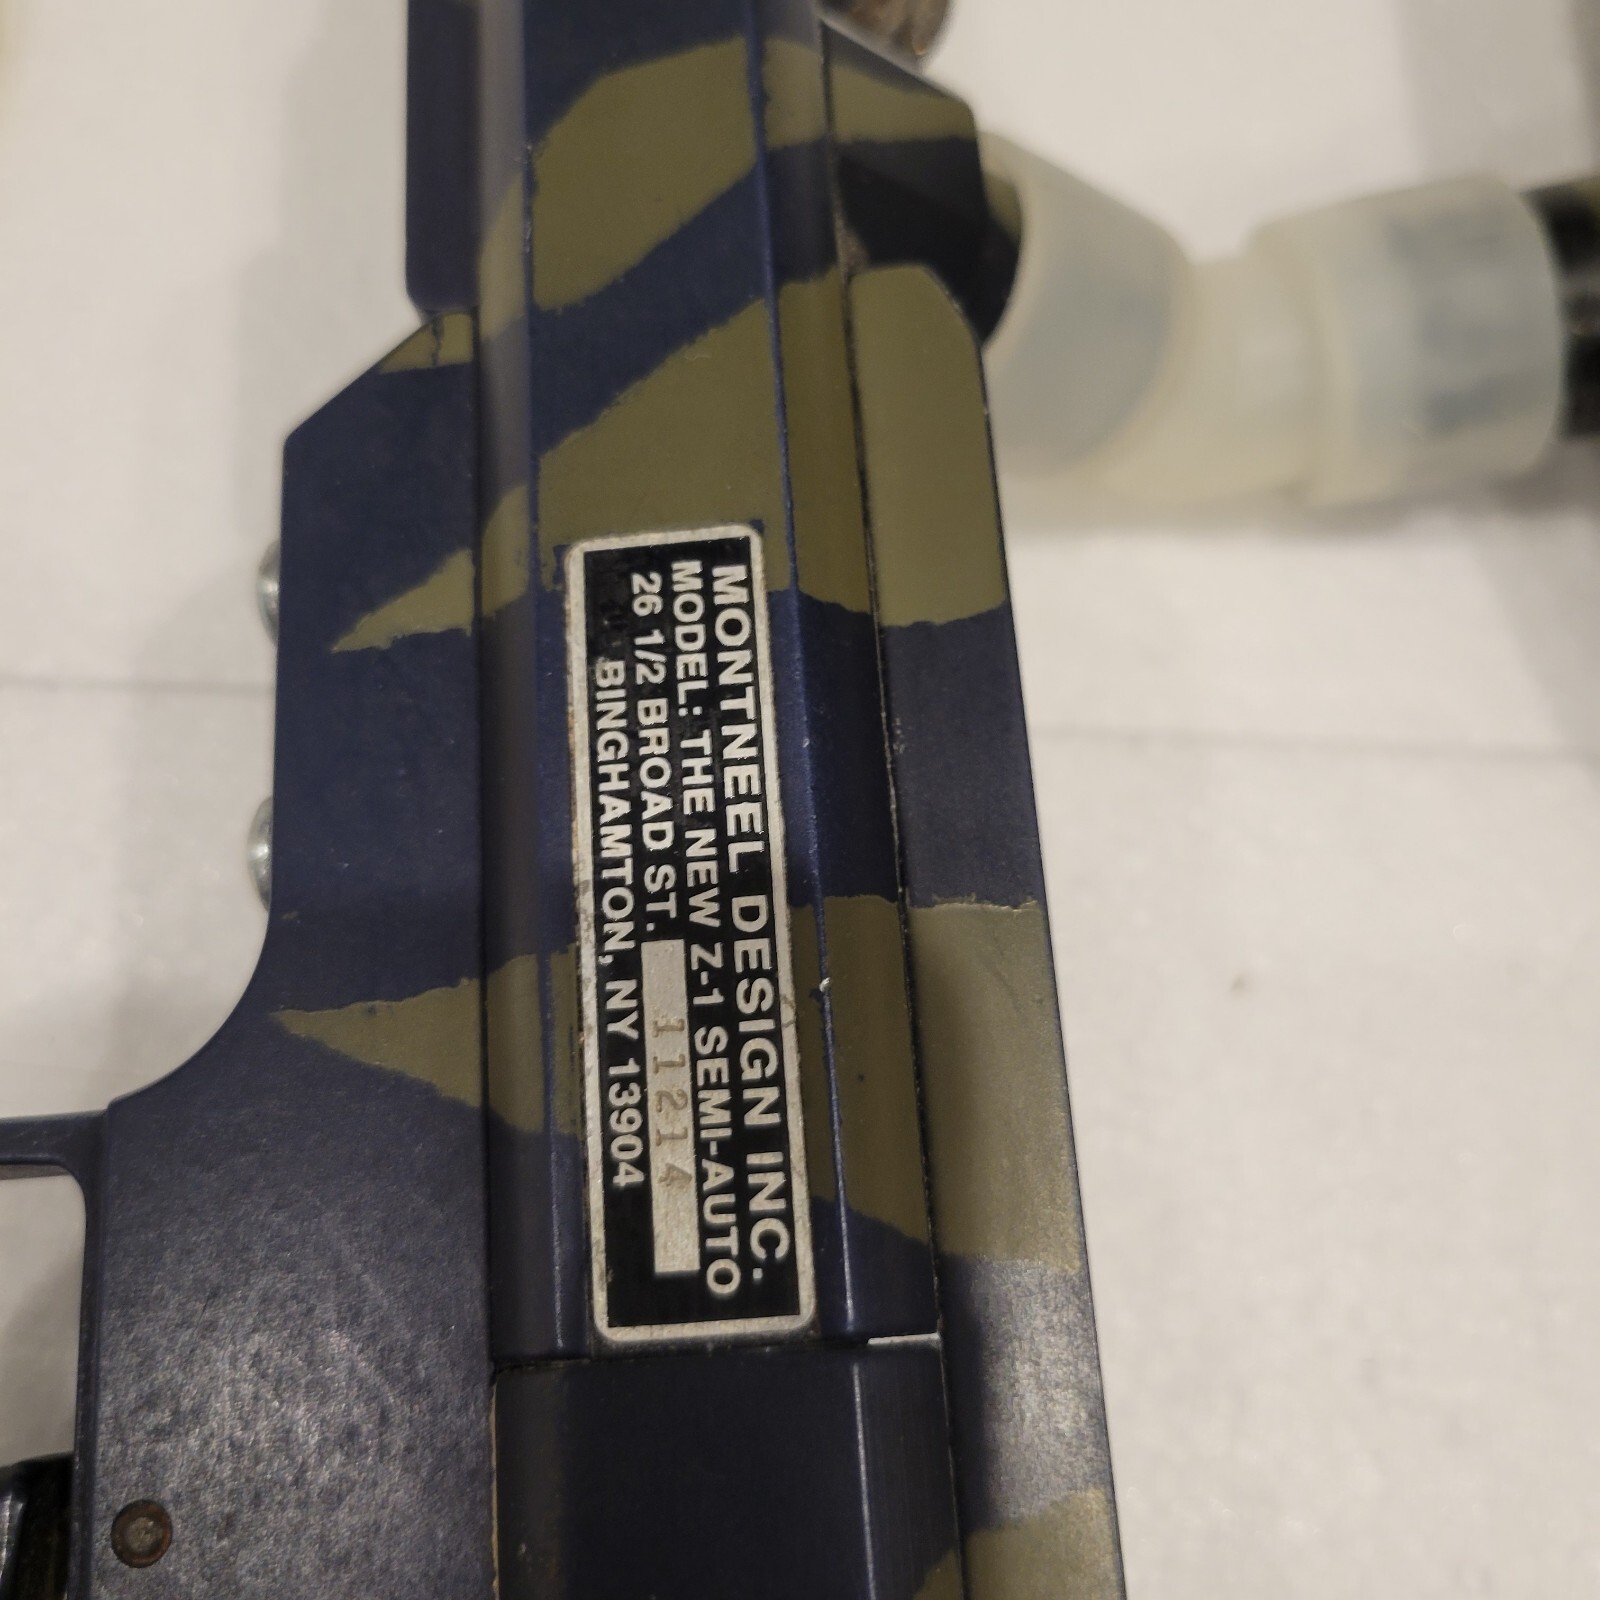 MONTNEEL DESIGN INC.
MODEL: THE NEW Z-1 SEMI-AUTO
26 1/2 BROAD ST. 11214
BINGHAMTON, NY 13904